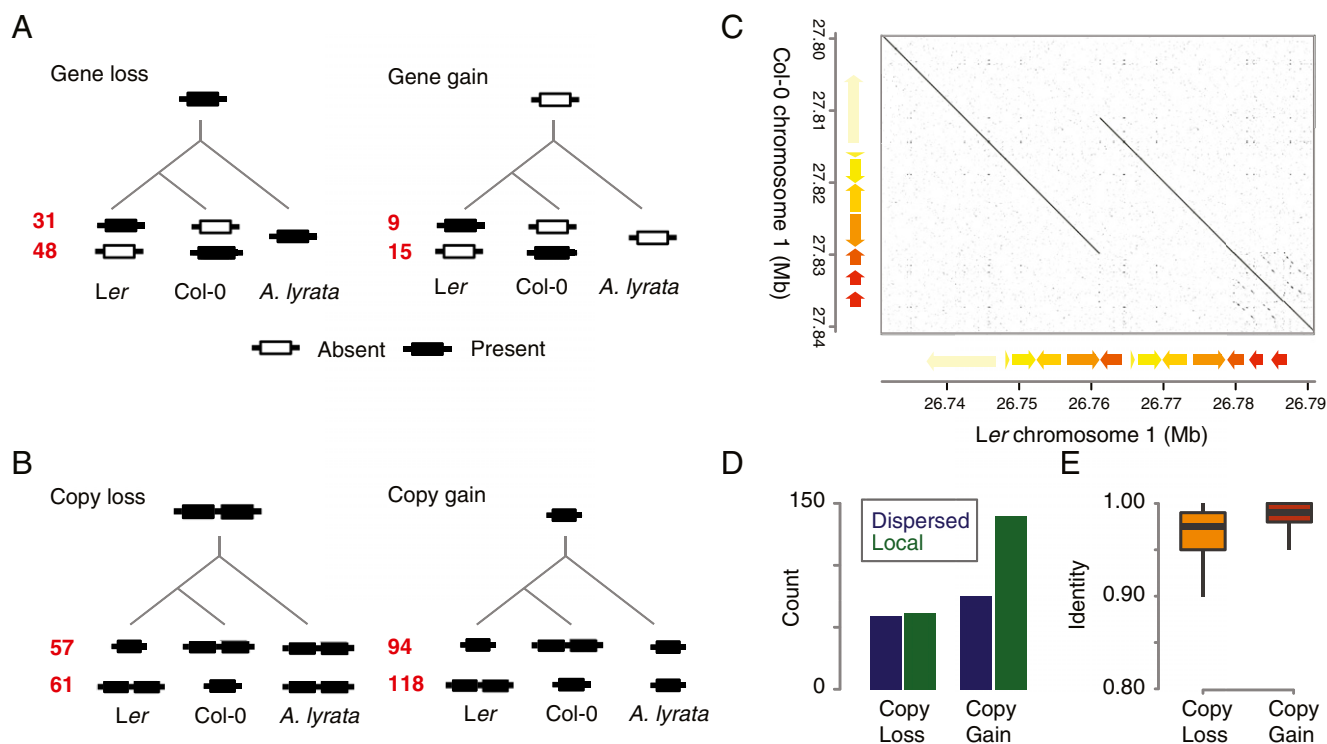 A
Gene loss
31
48
Ler
Col-0
A. lyrata
Gene gain
9
15
Ler
Col-0
A. lyrata
Absent
Present
B
Copy loss
57
61
Ler
Col-0
A. lyrata
Copy gain
94
118
Ler
Col-0
A. lyrata
C
Col-0 chromosome 1 (Mb)
27.80
27.81
27.82
27.83
27.84
26.74
26.75
26.76
26.77
26.78
26.79
Ler chromosome 1 (Mb)
D
Count
150
0
Dispersed
Local
Copy
Loss
Copy
Gain
E
Identity
1.00
0.90
0.80
Copy
Loss
Copy
Gain